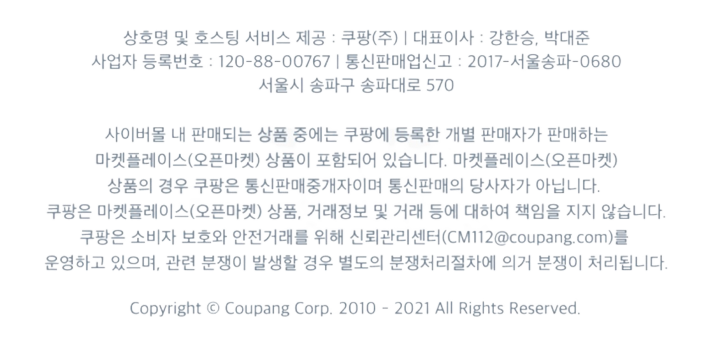 상호명 및 호스팅 서비스 제공 : 쿠팡(주) | 대표이사 : 강한승, 박대준
사업자 등록번호 : 120-88-00767 | 통신판매업신고 : 2017-서울송파-0680
서울시 송파구 송파대로 570
사이버몰 내 판매되는 상품 중에는 쿠팡에 등록한 개별 판매자가 판매하는
마켓플레이스(오픈마켓) 상품이 포함되어 있습니다. 마켓플레이스(오픈마켓)
상품의 경우 쿠팡은 통신판매중개자이며 통신판매의 당사자가 아닙니다.
쿠팡은 마켓플레이스(오픈마켓) 상품, 거래정보 및 거래 등에 대하여 책임을 지지 않습니다.
쿠팡은 소비자 보호와 안전거래를 위해 신뢰관리센터(CM112@coupang.com)를
운영하고 있으며, 관련 분쟁이 발생할 경우 별도의 분쟁처리절차에 의거 분쟁이 처리됩니다.
Copyright © Coupang Corp. 2010 - 2021 All Rights Reserved.